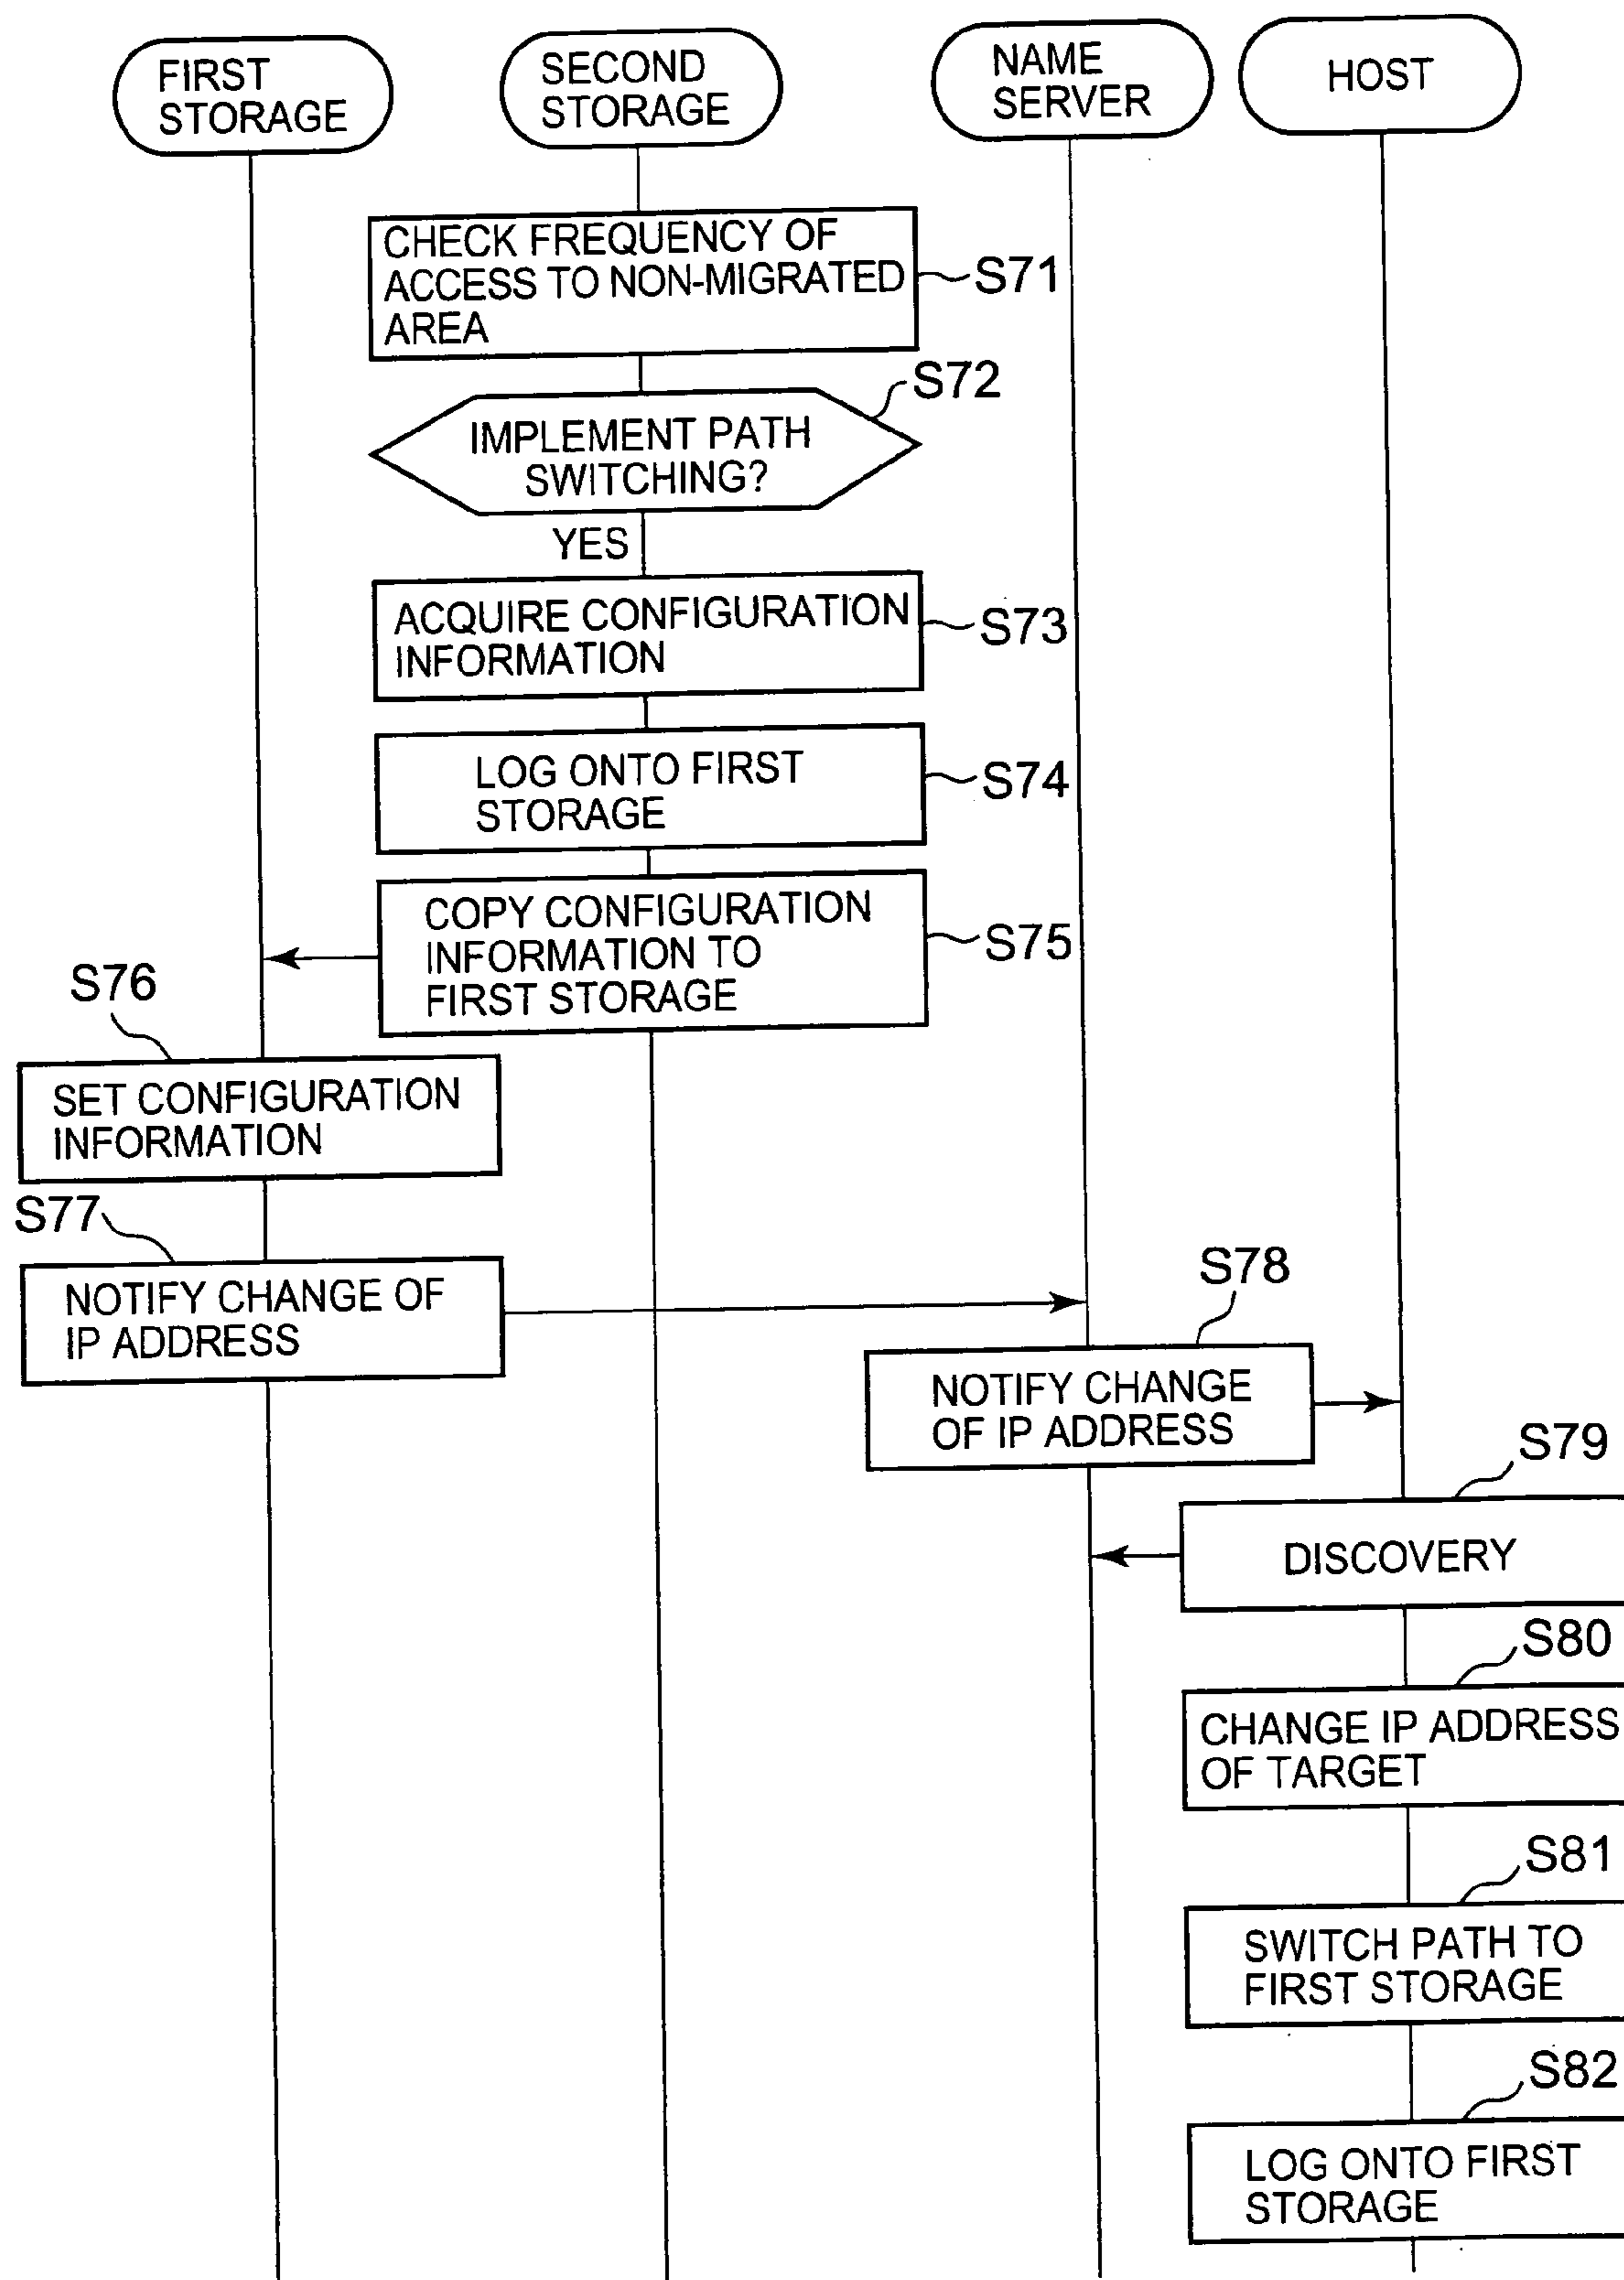 FIRST
STORAGE
SECOND
STORAGE
NAME
SERVER
HOST
CHECK FREQUENCY OF
ACCESS TO NON-MIGRATED
AREA
S71
S72
IMPLEMENT PATH
SWITCHING?
YES
ACQUIRE CONFIGURATION
INFORMATION
S73
LOG ONTO FIRST
STORAGE
S74
COPY CONFIGURATION
INFORMATION TO
FIRST STORAGE
S75
S76
SET CONFIGURATION
INFORMATION
S77
NOTIFY CHANGE OF
IP ADDRESS
S78
NOTIFY CHANGE
OF IP ADDRESS
S79
DISCOVERY
S80
CHANGE IP ADDRESS
OF TARGET
S81
SWITCH PATH TO
FIRST STORAGE
S82
LOG ONTO FIRST
STORAGE